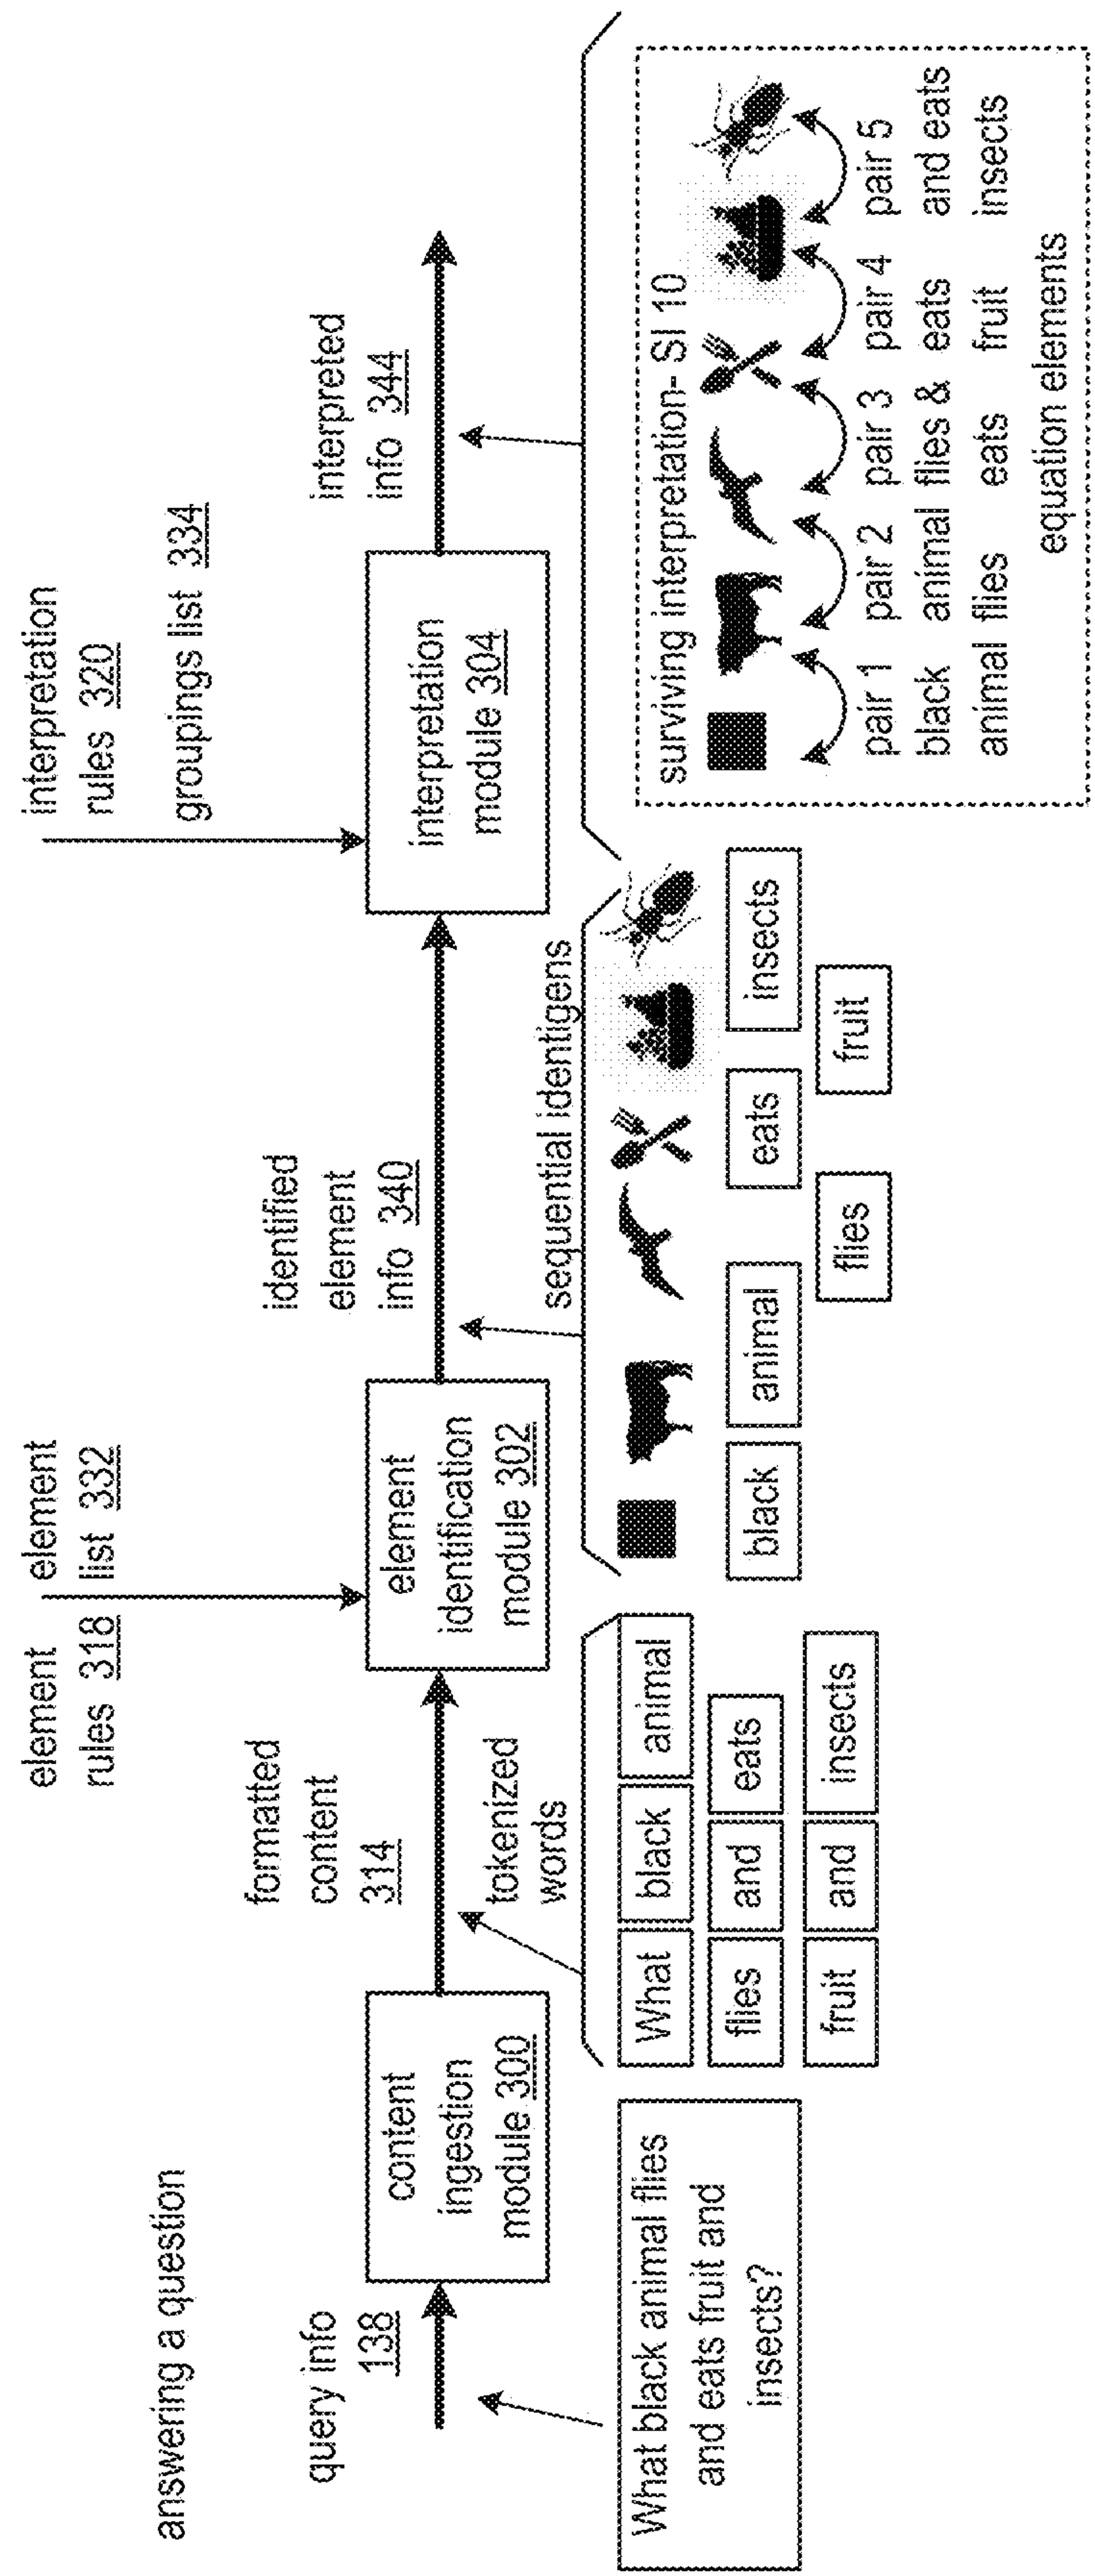 answering a question
query info
138
What black animal flies
and eats fruit and
insects?
content
ingestion
module 300
formatted
content
314
tokenized
words
What black animal
flies and eats
fruit and insects
element
rules 318
element
list 332
element
identification
module 302
identified
element
info 340
sequential identigens
black animal eats insects
flies fruit
interpretation
rules 320
groupings list 334
interpretation
module 304
interpreted
info 344
surviving interpretation- SI 10
pair 1 pair 2 pair 3 pair 4 pair 5
black animal flies & eats and eats
animal flies eats fruit insects
equation elements